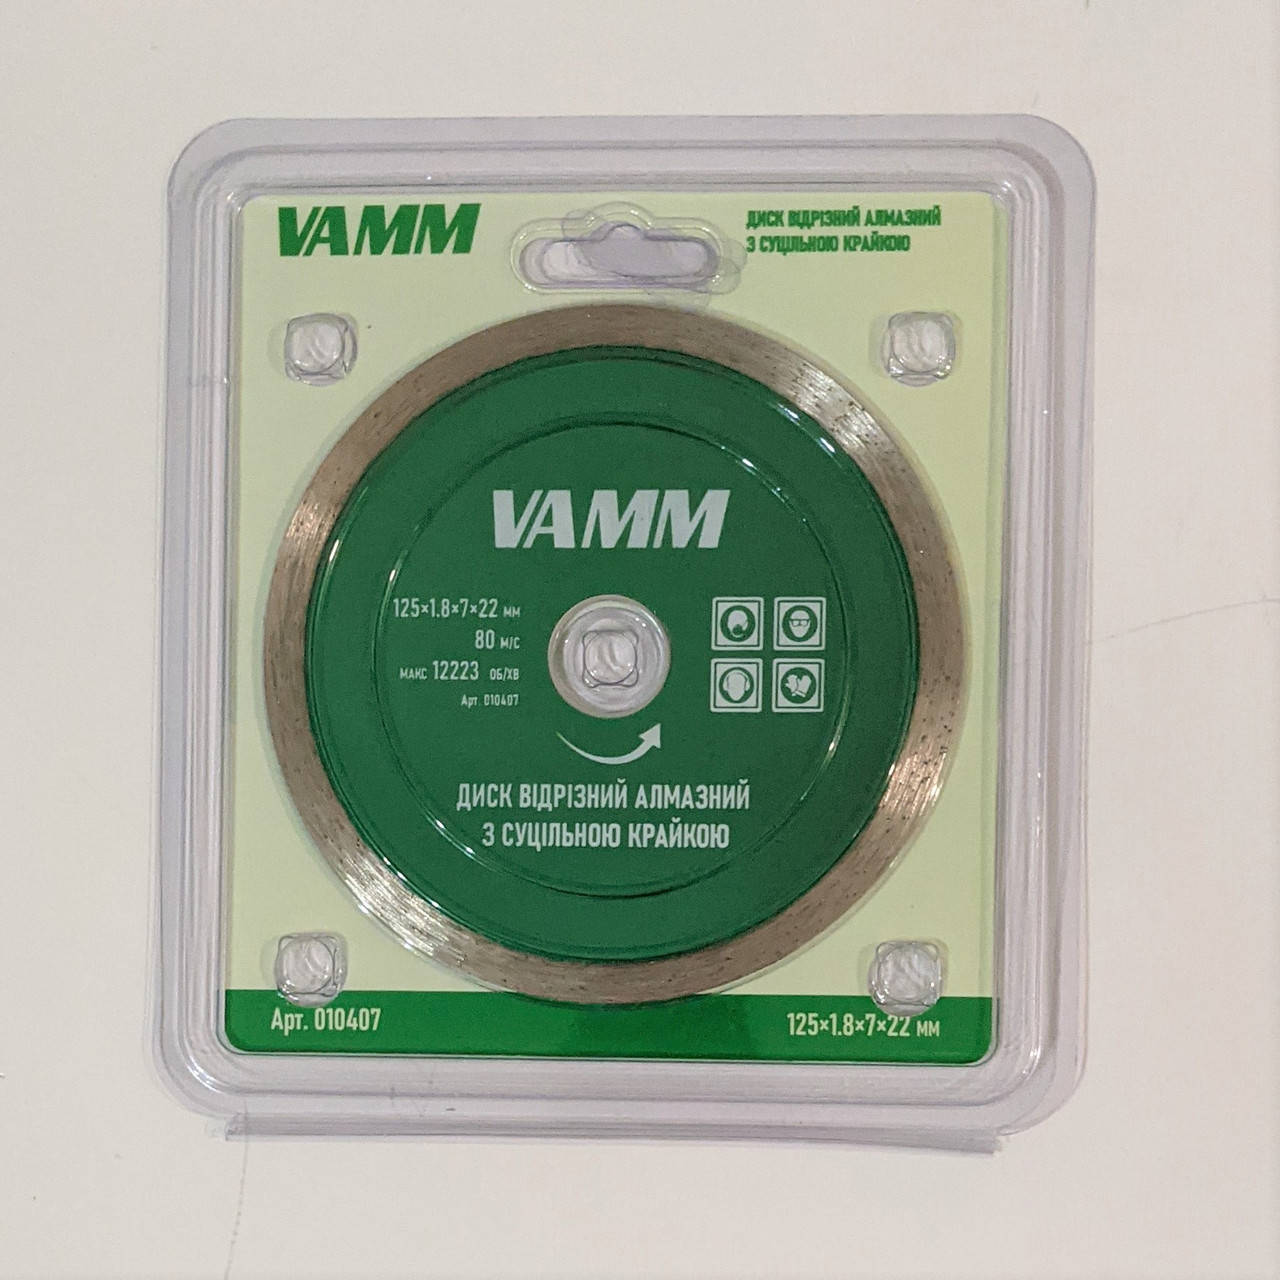 VAMM
ДИСК ВІДРІЗНИЙ АЛМАЗНИЙ
З СУЦІЛЬНОЮ КРАЙКОЮ
VAMM
125×1.8×7×22 мм
80 м/с
макс 12223 об/хв
Арт. 010407
ДИСК ВІДРІЗНИЙ АЛМАЗНИЙ
З СУЦІЛЬНОЮ КРАЙКОЮ
Арт. 010407
125×1.8×7×22 мм